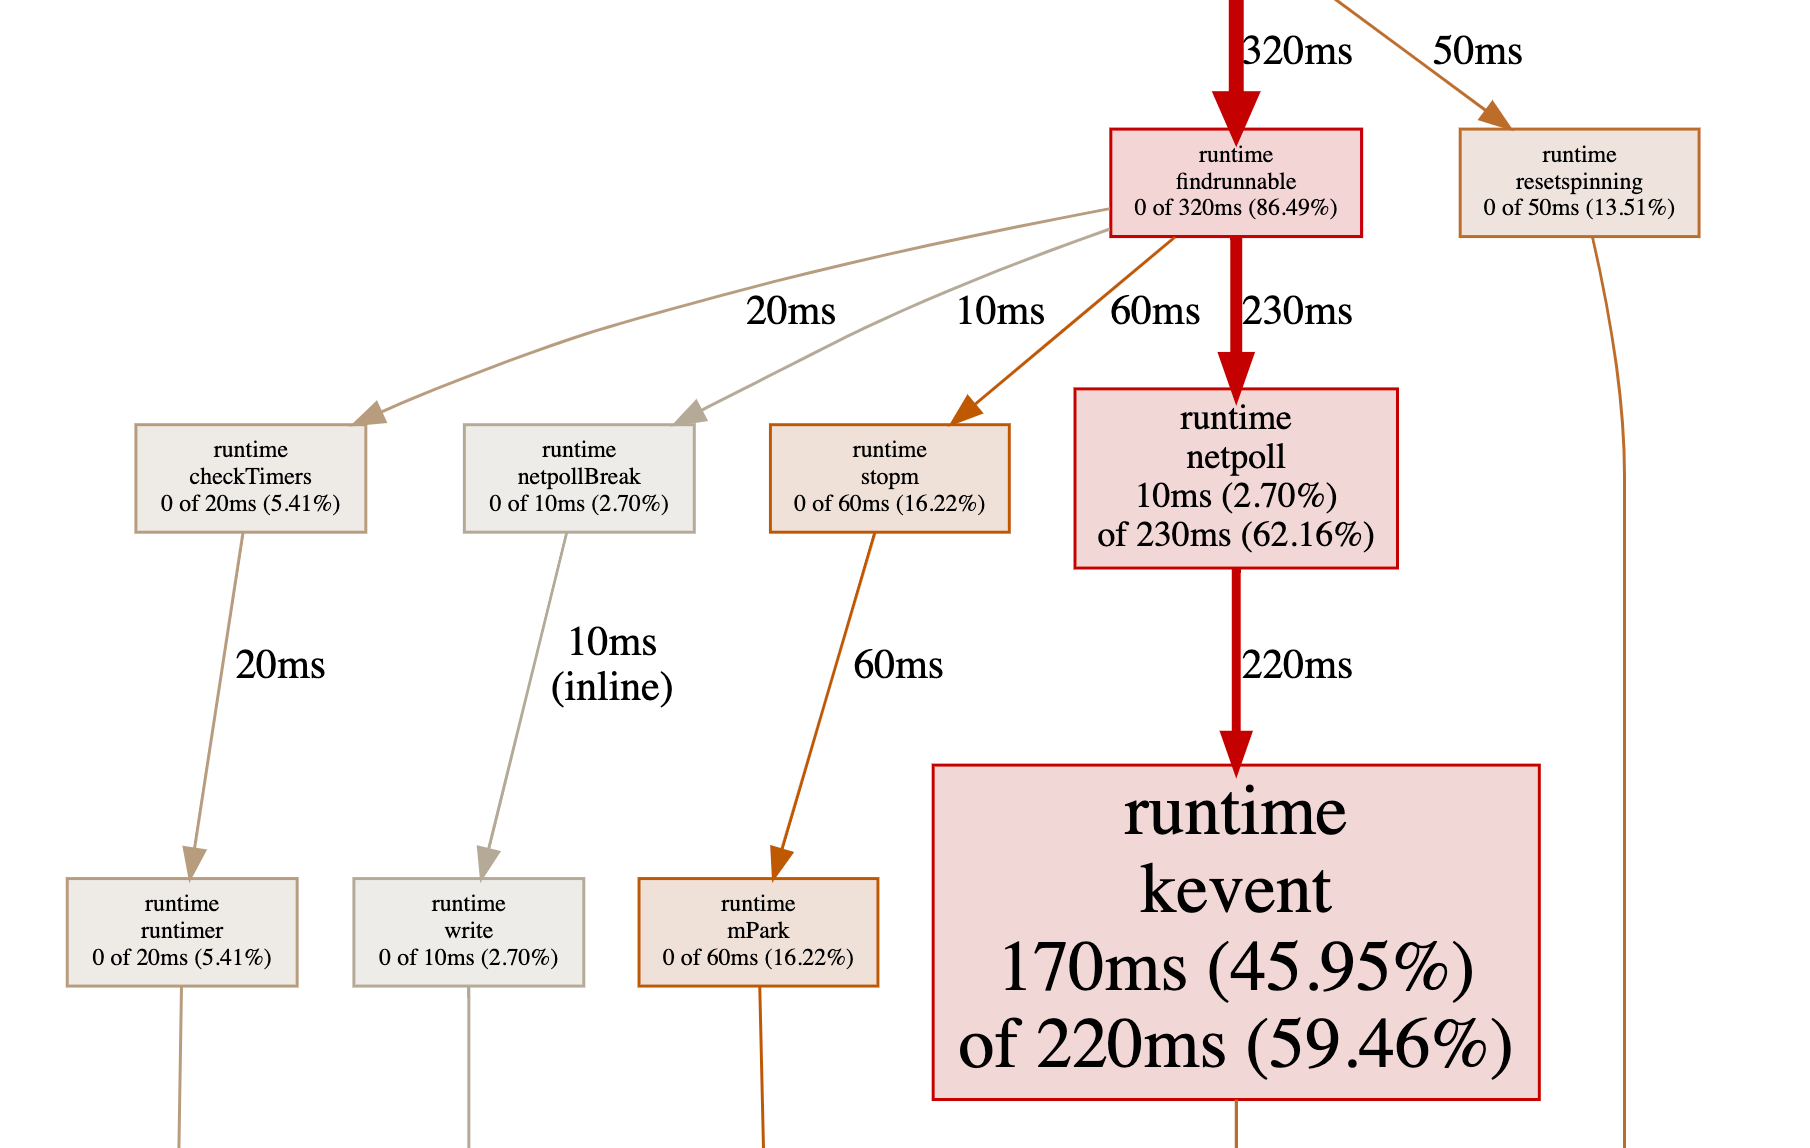 320ms
50ms
runtime
findrunnable
0 of 320ms (86.49%)
runtime
resetspinning
0 of 50ms (13.51%)
20ms
10ms
60ms
230ms
runtime
checkTimers
0 of 20ms (5.41%)
runtime
netpollBreak
0 of 10ms (2.70%)
runtime
stopm
0 of 60ms (16.22%)
runtime
netpoll
10ms (2.70%)
of 230ms (62.16%)
20ms
10ms
(inline)
60ms
220ms
runtime
runtimer
0 of 20ms (5.41%)
runtime
write
0 of 10ms (2.70%)
runtime
mPark
0 of 60ms (16.22%)
runtime
kevent
170ms (45.95%)
of 220ms (59.46%)